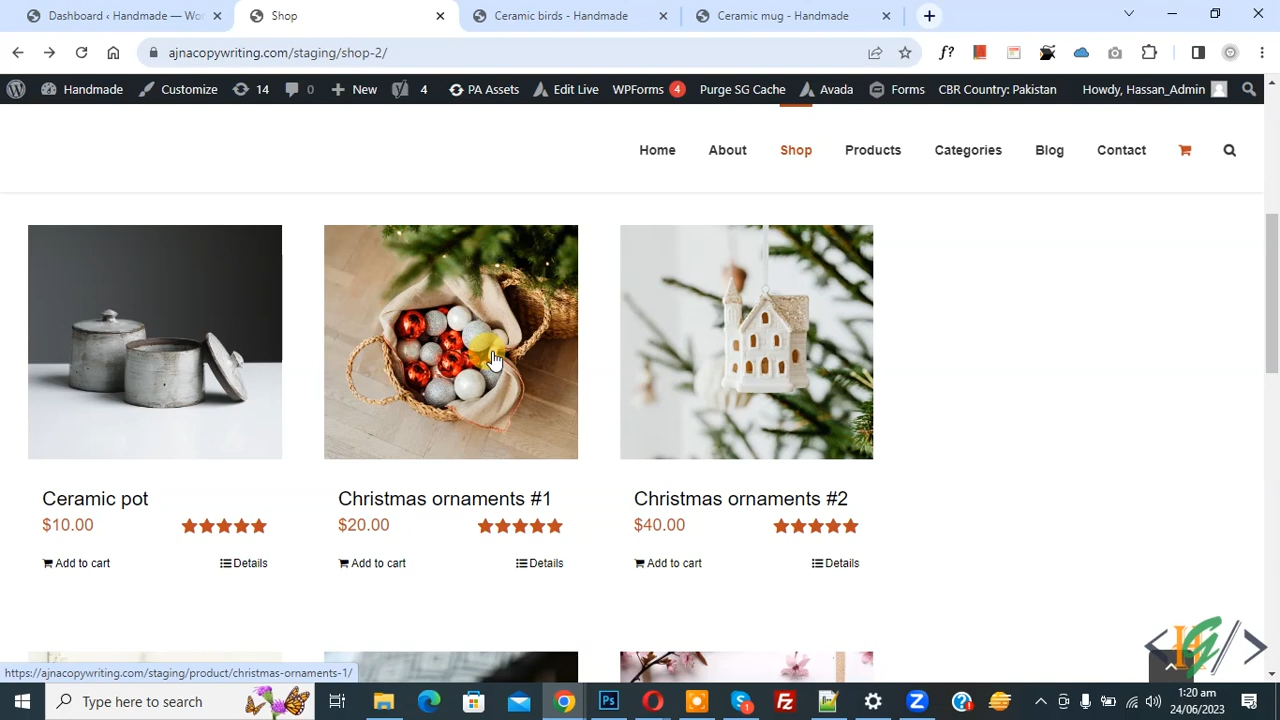 Dashboard ‹ Handmade — Wor
Shop
Ceramic birds - Handmade
Ceramic mug - Handmade
ajnacopywriting.com/staging/shop-2/
f?
Handmade
Customize
14
0
New
4
PA Assets
Edit Live
WPForms 4
Purge SG Cache
Avada
Forms
CBR Country: Pakistan
Howdy, Hassan_Admin
Home
About
Shop
Products
Categories
Blog
Contact
Ceramic pot
$10.00
Add to cart
Details
Christmas ornaments #1
$20.00
Add to cart
Details
Christmas ornaments #2
$40.00
Add to cart
Details
https://ajnacopywriting.com/staging/product/christmas-ornaments-1/
Type here to search
Ps
1
Fz
1:20 am
24/06/2023